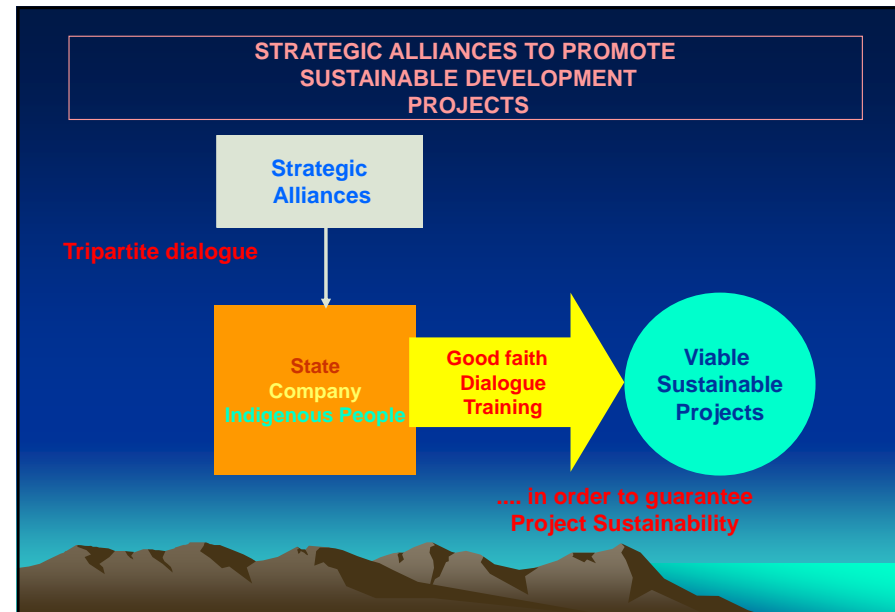 STRATEGIC ALLIANCES TO PROMOTE
SUSTAINABLE DEVELOPMENT
PROJECTS
Strategic
Alliances
Tripartite dialogue
State
Company
Indigenous People
Good faith
Dialogue
Training
Viable
Sustainable
Projects
.... in order to guarantee
Project Sustainability